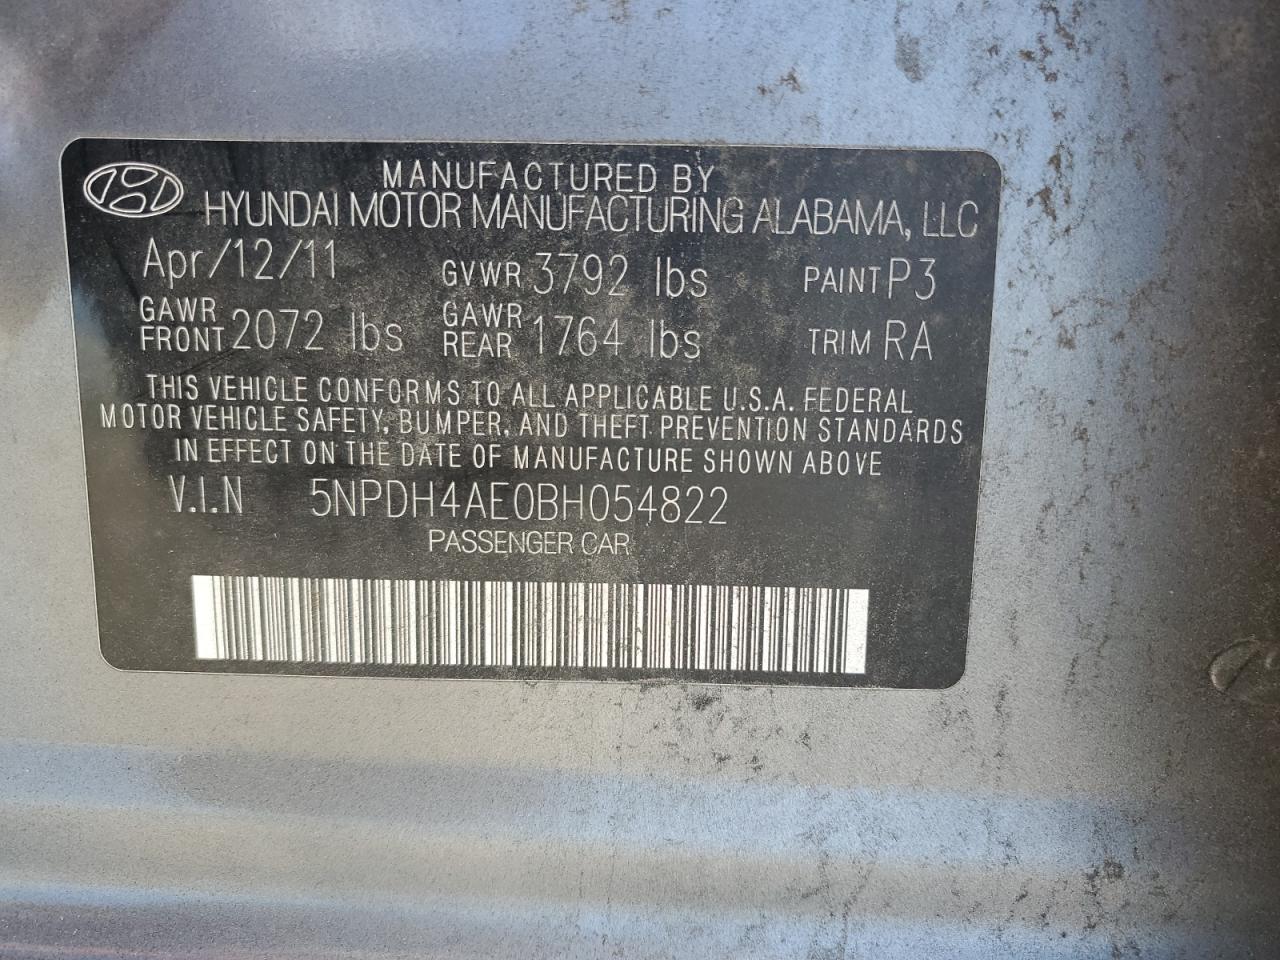 MANUFACTURED BY
HYUNDAI MOTOR MANUFACTURING ALABAMA, LLC
Apr/12/11 GVWR 3792 lbs PAINT P3
GAWR FRONT 2072 lbs GAWR REAR 1764 lbs TRIM RA
THIS VEHICLE CONFORMS TO ALL APPLICABLE U.S.A. FEDERAL
MOTOR VEHICLE SAFETY, BUMPER, AND THEFT PREVENTION STANDARDS
IN EFFECT ON THE DATE OF MANUFACTURE SHOWN ABOVE
V.I.N 5NPDH4AE0BH054822
PASSENGER CAR